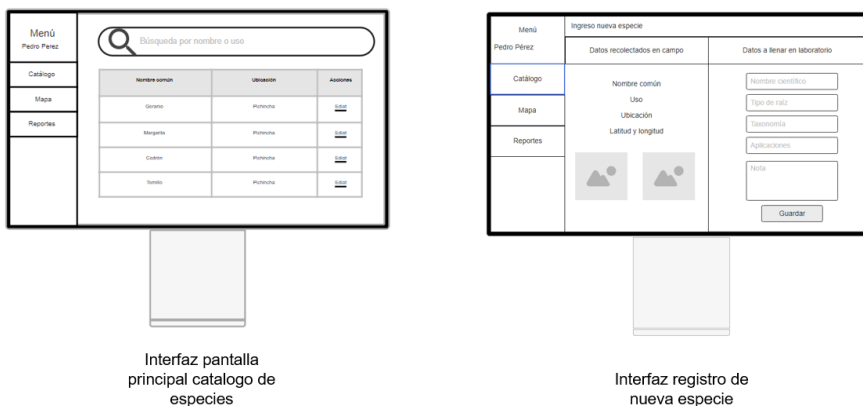 Menú
Pedro Perez
Catálogo
Mapa
Reportes
Búsqueda por nombre o uso
Nombre común Ubicación Acciones
Geranio Pichincha Editar
Margarita Pichincha Editar
Cedrón Pichincha Editar
Tomillo Pichincha Editar
Interfaz pantalla
principal catalogo de
especies
Menú
Pedro Pérez
Catálogo
Mapa
Reportes
Ingreso nueva especie
Datos recolectados en campo Datos a llenar en laboratorio
Nombre común
Uso
Ubicación
Latitud y longitud
Nombre científico
Tipo de raíz
Taxonomía
Aplicaciones
Nota
Guardar
Interfaz registro de
nueva especie